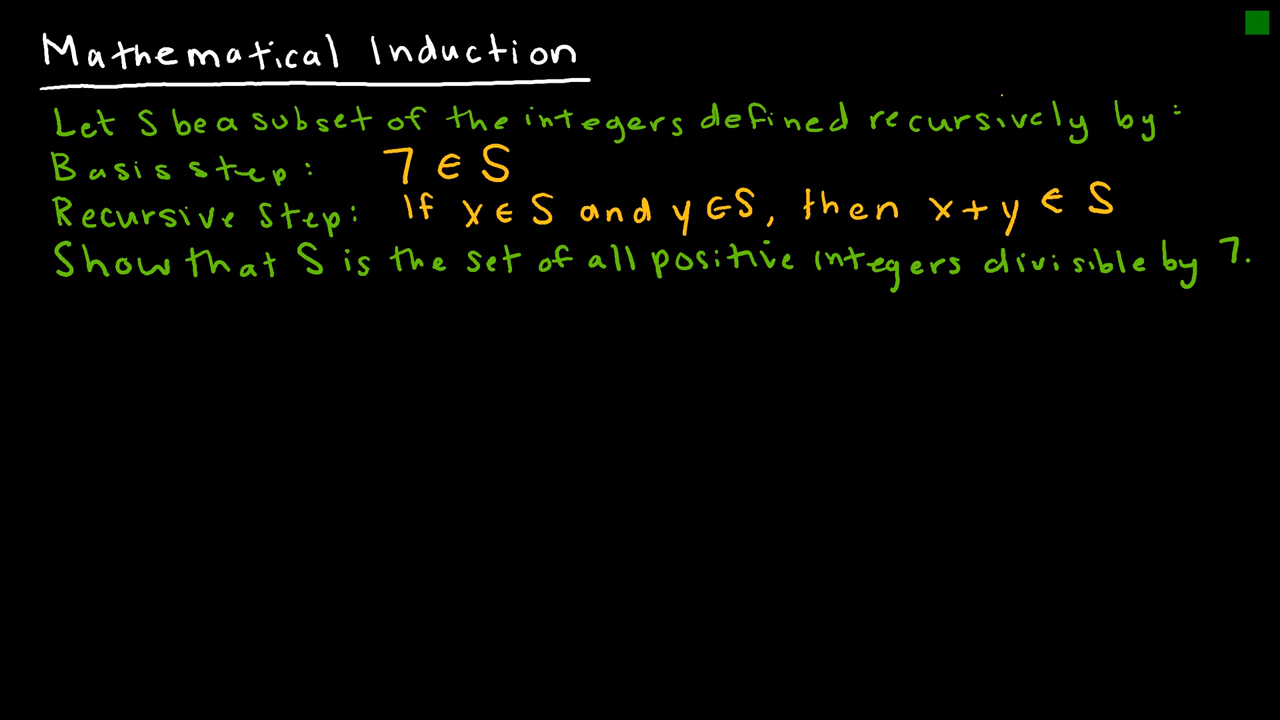 Mathematical Induction
Let S be a subset of the integers defined recursively by:
Basis step: 7 ∈ S
Recursive Step: If x ∈ S and y ∈ S, then x + y ∈ S
Show that S is the set of all positive integers divisible by 7.